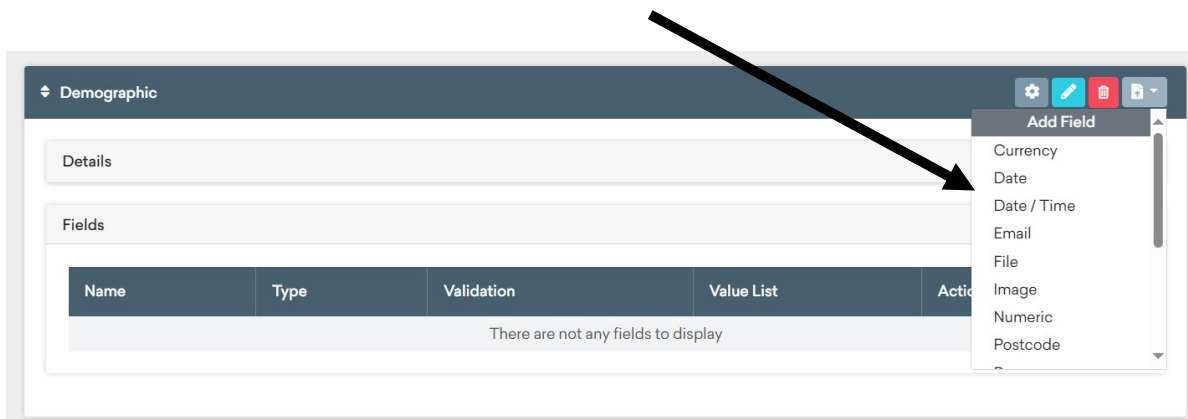 Demographic
Add Field
Currency
Date
Date / Time
Email
File
Image
Numeric
Postcode
Details
Fields
Name Type Validation Value List
There are not any fields to display